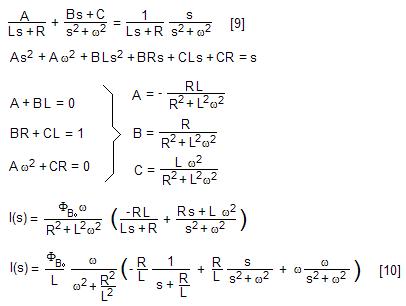 A/(Ls+R) + (Bs+C)/(s²+ω²) = 1/(Ls+R) s/(s²+ω²) [9]
As² + Aω² + BLs² + BRs + CLs + CR = s
A + BL = 0
BR + CL = 1
Aω² + CR = 0
A = - RL/(R²+L²ω²)
B = R/(R²+L²ω²)
C = Lω²/(R²+L²ω²)
I(s) = Φ_B₀ω/(R²+L²ω²) (-RL/(Ls+R) + (Rs+Lω²)/(s²+ω²))
I(s) = Φ_B₀/L ω/(ω²+R²/L²) (-R/L 1/(s+R/L) + R/L s/(s²+ω²) + ω ω/(s²+ω²)) [10]